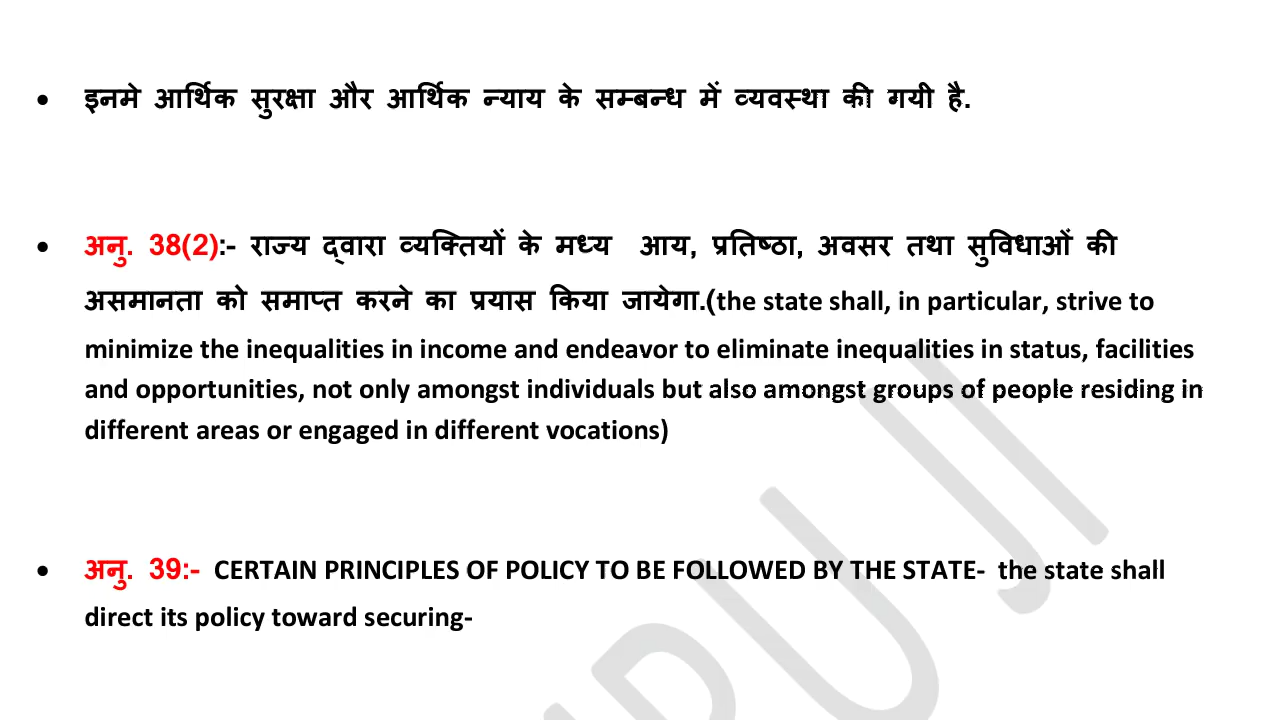 • इनमे आर्थिक सुरक्षा और आर्थिक न्याय के सम्बन्ध में व्यवस्था की गयी है.
• अनु. 38(2):- राज्य द्वारा व्यक्तियों के मध्य आय, प्रतिष्ठा, अवसर तथा सुविधाओं की
असमानता को समाप्त करने का प्रयास किया जायेगा.(the state shall, in particular, strive to
minimize the inequalities in income and endeavor to eliminate inequalities in status, facilities
and opportunities, not only amongst individuals but also amongst groups of people residing in
different areas or engaged in different vocations)
• अनु. 39:- CERTAIN PRINCIPLES OF POLICY TO BE FOLLOWED BY THE STATE- the state shall
direct its policy toward securing-